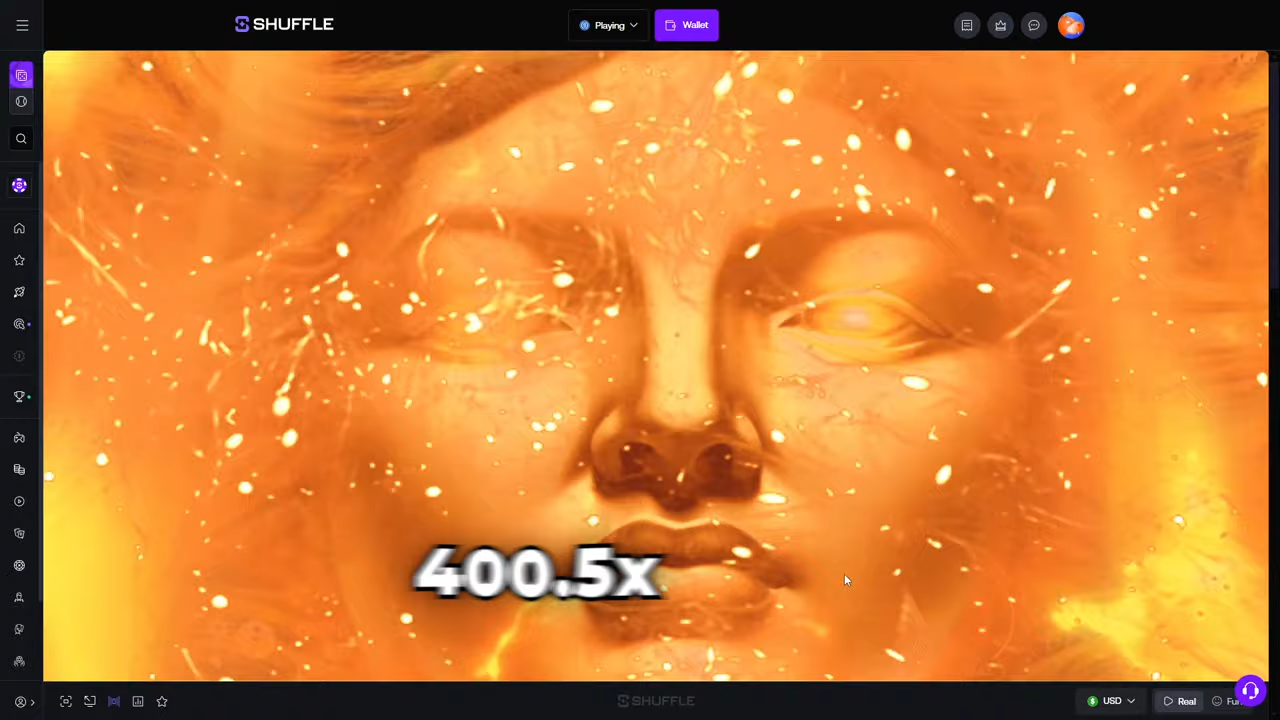 SHUFFLE
Playing
Wallet
400.5x
SHUFFLE
USD
Real